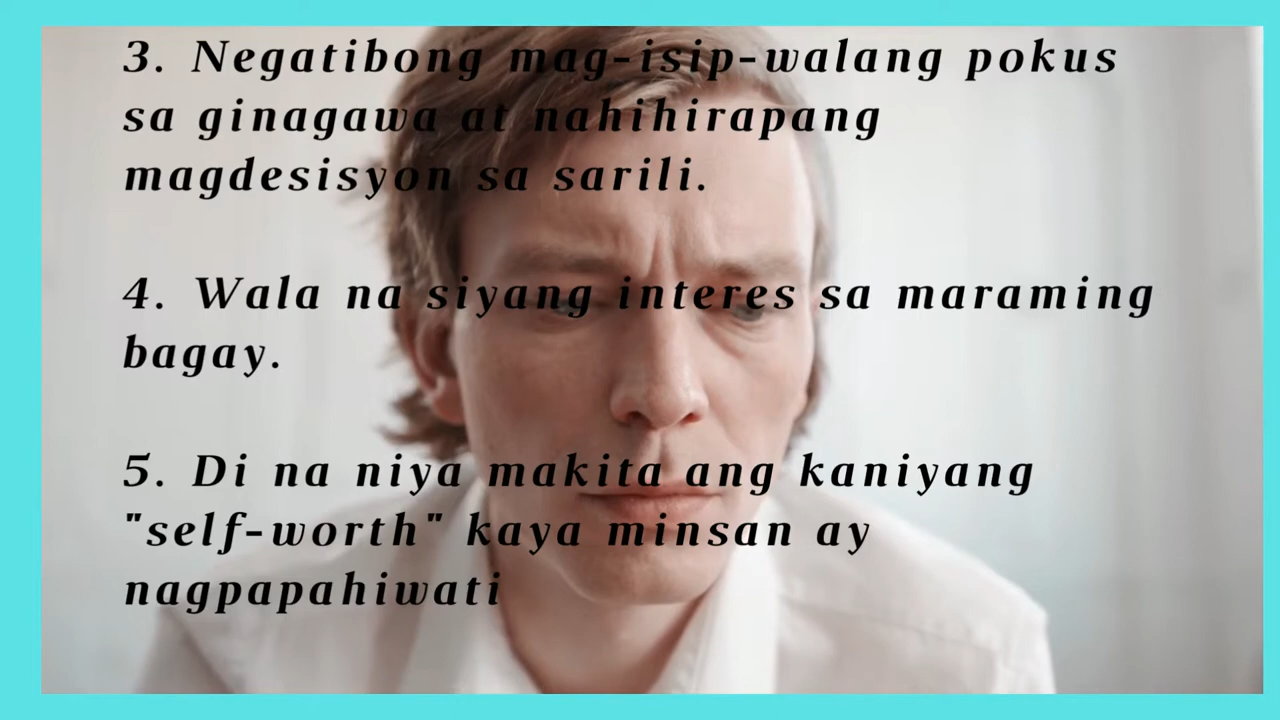 3. Negatibong mag-isip-walang pokus
sa ginagawa at nahihirapang
magdesisyon sa sarili.
4. Wala na siyang interes sa maraming
bagay.
5. Di na niya makita ang kaniyang
"self-worth" kaya minsan ay
nagpapahiwati